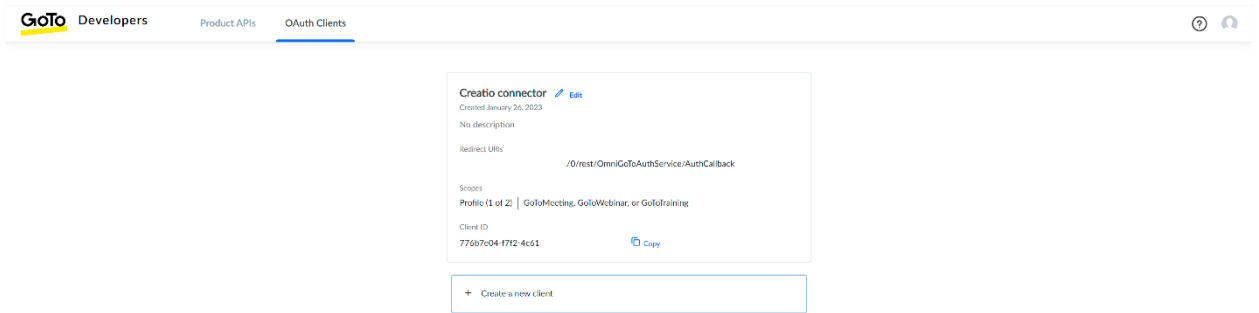 GoTo Developers Product APIs OAuth Clients
Creatio connector Edit
Created January 26, 2023
No description
Redirect URIs
/0/rest/OmniGoToAuthService/AuthCallback
Scopes
Profile (1 of 2) | GoToMeeting, GoToWebinar, or GoToTraining
Client ID
776b7e04-f7f2-4c61 Copy
+ Create a new client